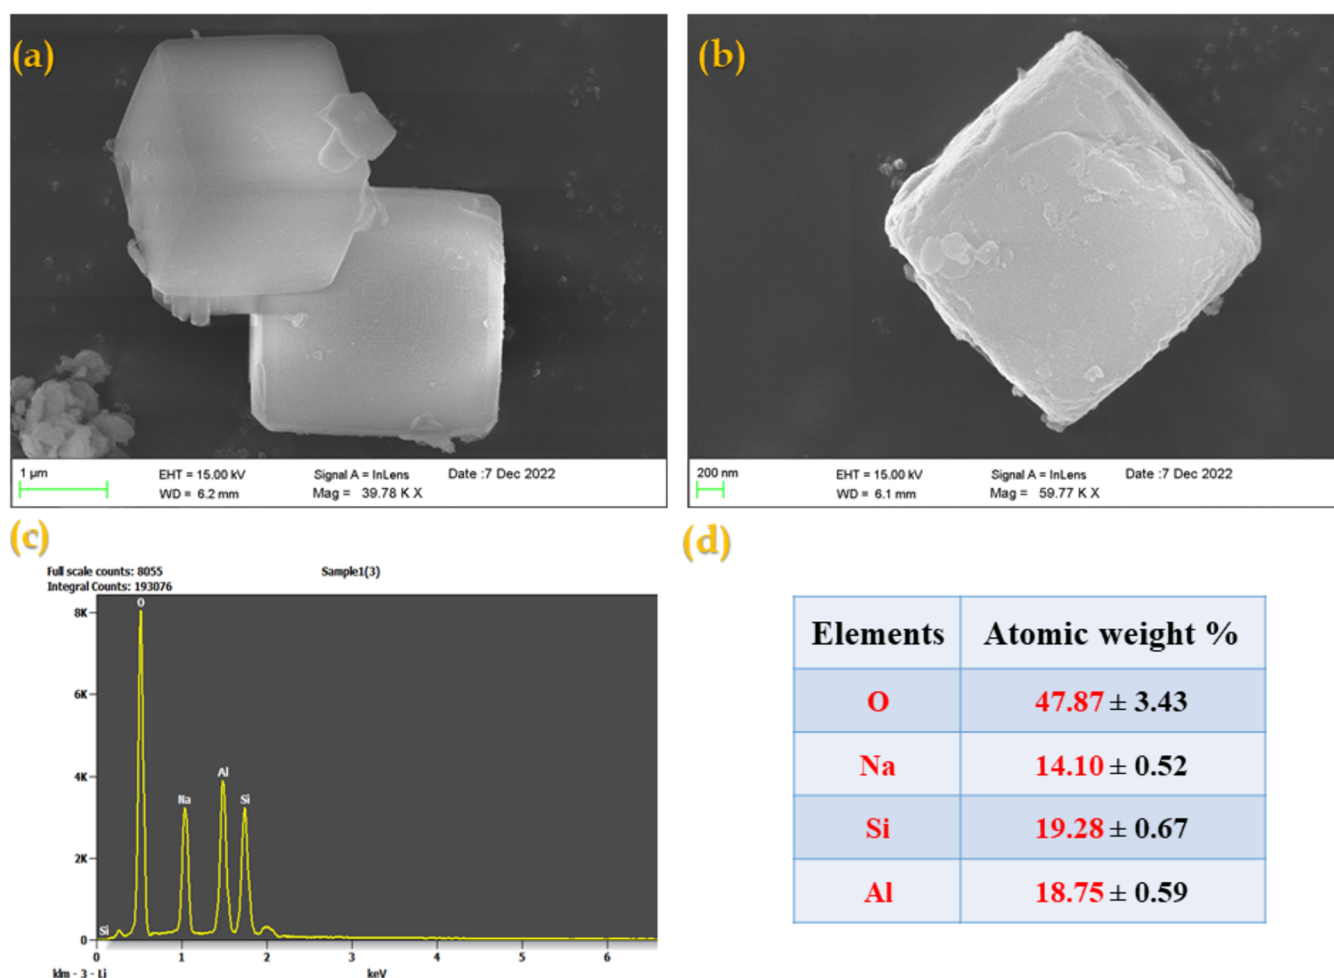 (a)
1 µm
EHT = 15.00 kV
Signal A = InLens
Date :7 Dec 2022
WD = 6.2 mm
Mag = 39.78 K X
(b)
200 nm
EHT = 15.00 kV
Signal A = InLens
Date :7 Dec 2022
WD = 6.1 mm
Mag = 59.77 K X
(c)
Full scale counts: 8055
Sample1(3)
Integral Counts: 193076
O
8K
6K
4K
Al
Na
Si
2K
Si
0
0 1 2 3 4 5 6
klm - 3 - Li
keV
(d)
Elements Atomic weight %
O 47.87 ± 3.43
Na 14.10 ± 0.52
Si 19.28 ± 0.67
Al 18.75 ± 0.59